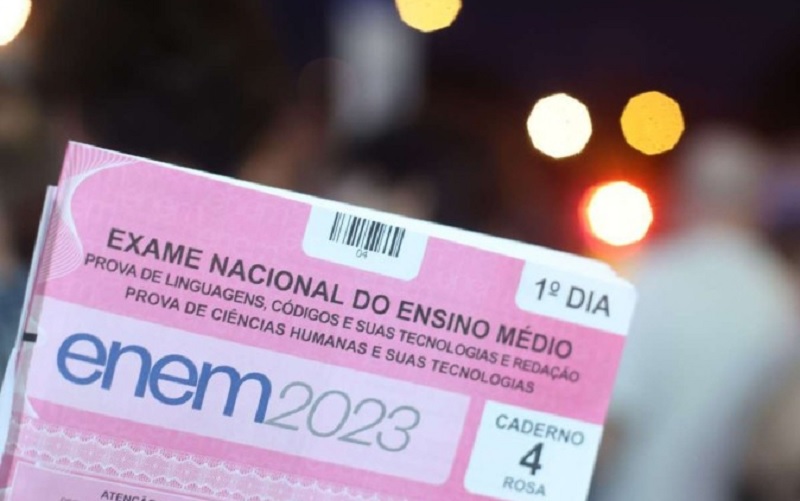 04
1º DIA
EXAME NACIONAL DO ENSINO MÉDIO
PROVA DE LINGUAGENS, CÓDIGOS E SUAS TECNOLOGIAS E REDAÇÃO
PROVA DE CIÊNCIAS HUMANAS E SUAS TECNOLOGIAS
enem2023
CADERNO
4
ROSA
ATENÇÃO